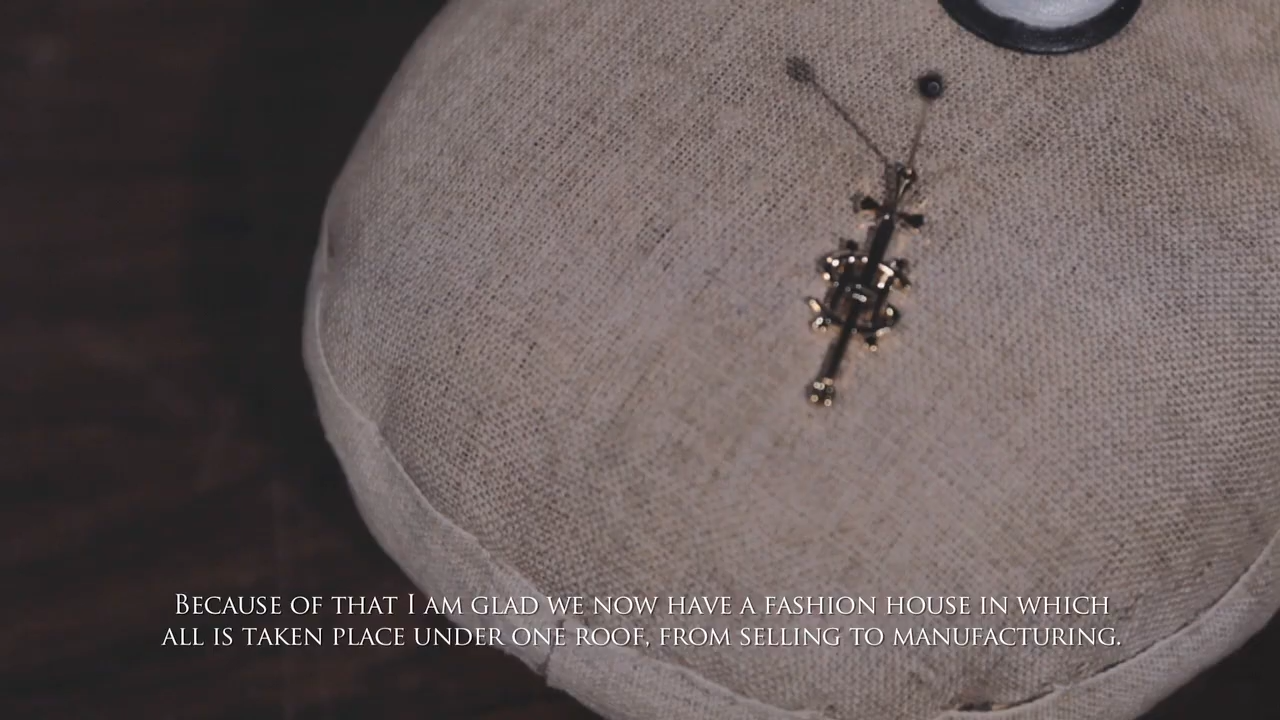 Because of that I am glad we now have a fashion house in which
all is taken place under one roof, from selling to manufacturing.